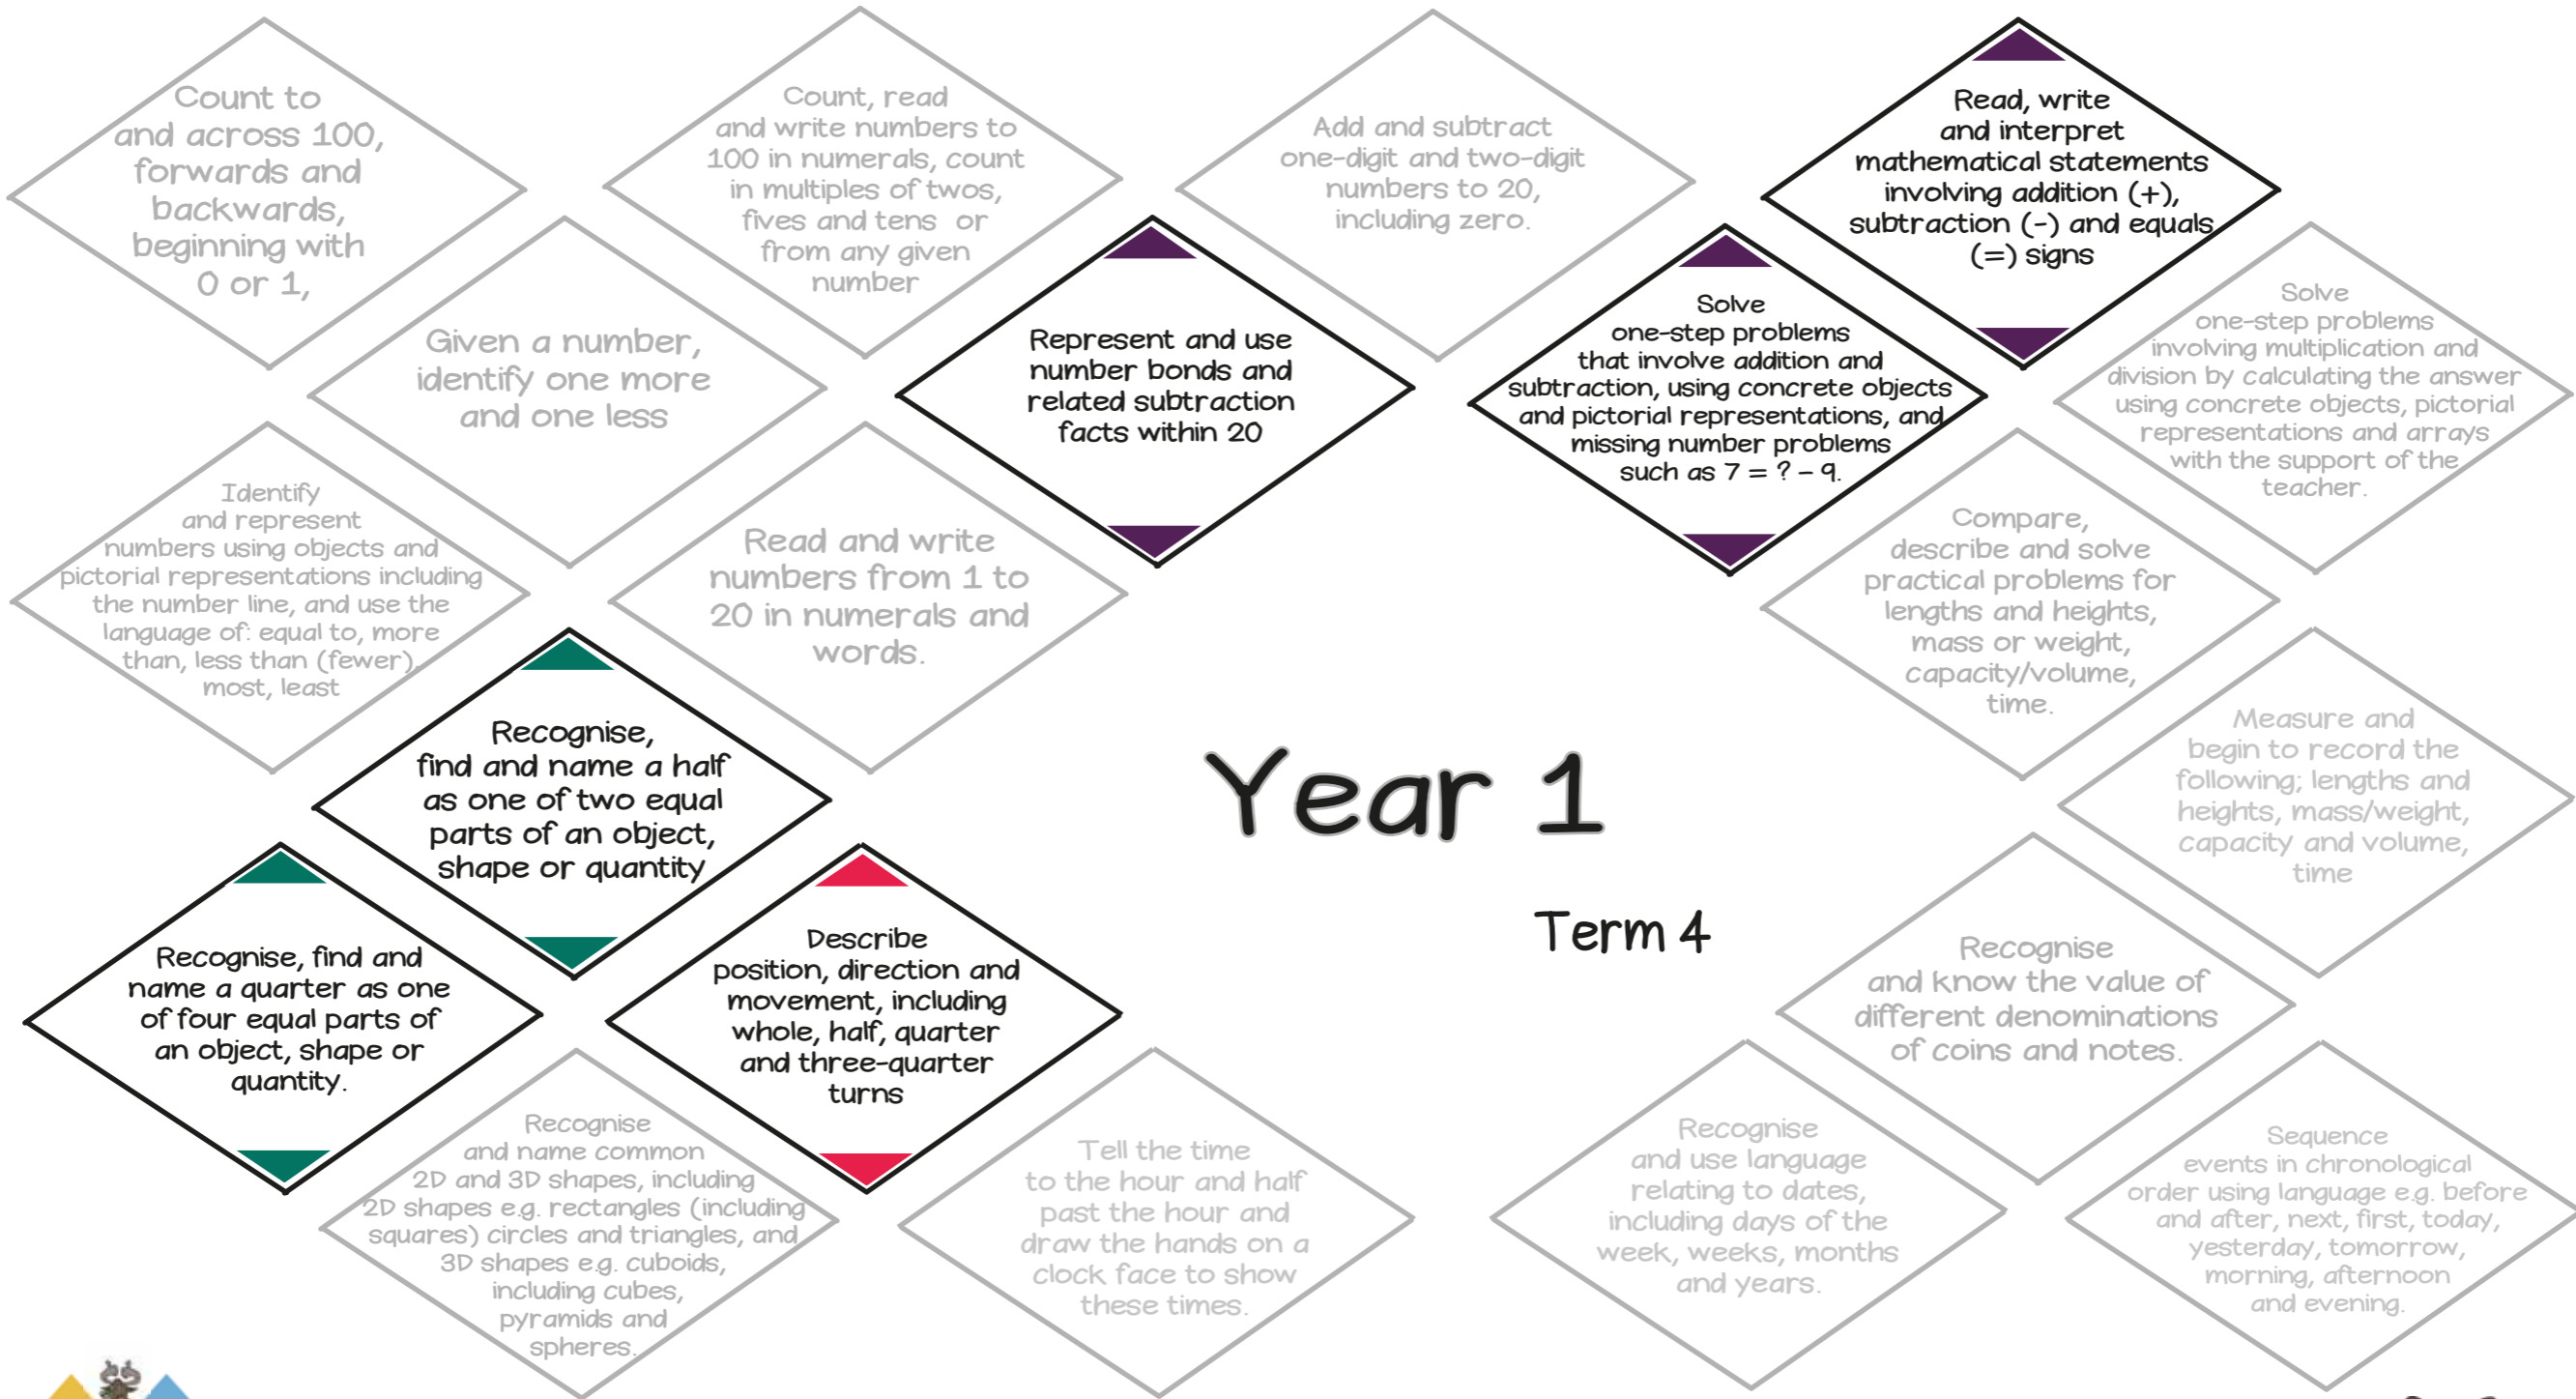 Count to
and across 100,
forwards and
backwards,
beginning with
0 or 1,
Count, read
and write numbers to
100 in numerals, count
in multiples of twos,
fives and tens or
from any given
number
Add and subtract
one-digit and two-digit
numbers to 20,
including zero.
Read, write
and interpret
mathematical statements
involving addition (+),
subtraction (-) and equals
(=) signs
Given a number,
identify one more
and one less
Represent and use
number bonds and
related subtraction
facts within 20
Solve
one-step problems
that involve addition and
subtraction, using concrete objects
and pictorial representations, and
missing number problems
such as 7 = ? – 9.
Solve
one-step problems
involving multiplication and
division by calculating the answer
using concrete objects, pictorial
representations and arrays
with the support of the
teacher.
Identify
and represent
numbers using objects and
pictorial representations including
the number line, and use the
language of: equal to, more
than, less than (fewer),
most, least
Read and write
numbers from 1 to
20 in numerals and
words.
Compare,
describe and solve
practical problems for
lengths and heights,
mass or weight,
capacity/volume,
time.
Recognise,
find and name a half
as one of two equal
parts of an object,
shape or quantity
Year 1
Term 4
Measure and
begin to record the
following; lengths and
heights, mass/weight,
capacity and volume,
time
Recognise, find and
name a quarter as one
of four equal parts of
an object, shape or
quantity.
Describe
position, direction and
movement, including
whole, half, quarter
and three-quarter
turns
Recognise
and know the value of
different denominations
of coins and notes.
Recognise
and name common
2D and 3D shapes, including
2D shapes e.g. rectangles (including
squares) circles and triangles, and
3D shapes e.g. cuboids,
including cubes,
pyramids and
spheres.
Tell the time
to the hour and half
past the hour and
draw the hands on a
clock face to show
these times.
Recognise
and use language
relating to dates,
including days of the
week, weeks, months
and years.
Sequence
events in chronological
order using language e.g. before
and after, next, first, today,
yesterday, tomorrow,
morning, afternoon
and evening.